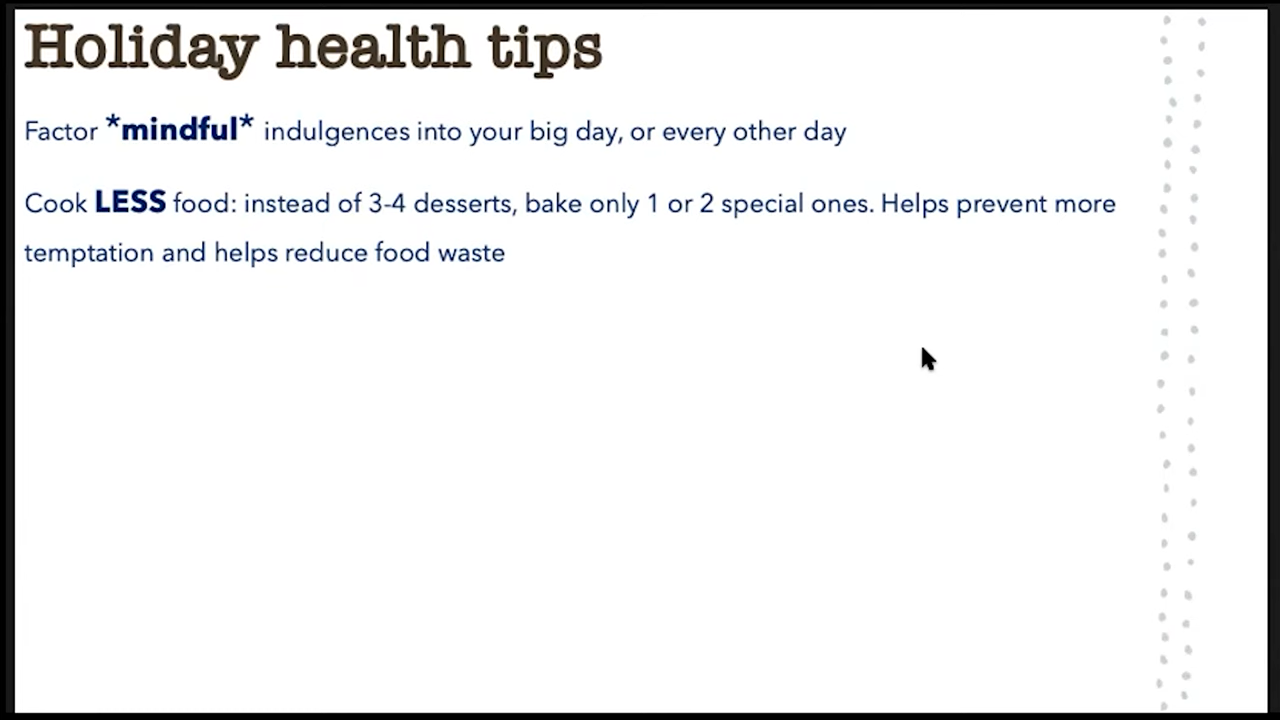 Holiday health tips
Factor *mindful* indulgences into your big day, or every other day
Cook LESS food: instead of 3-4 desserts, bake only 1 or 2 special ones. Helps prevent more
temptation and helps reduce food waste